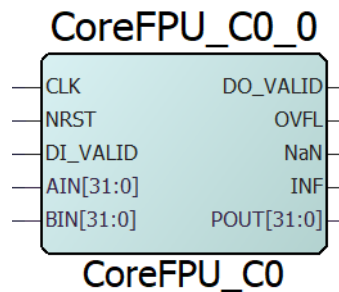 CoreFPU_C0_0
CLK DO_VALID
NRST OVFL
DI_VALID NaN
AIN[31:0] INF
BIN[31:0] POUT[31:0]
CoreFPU_C0